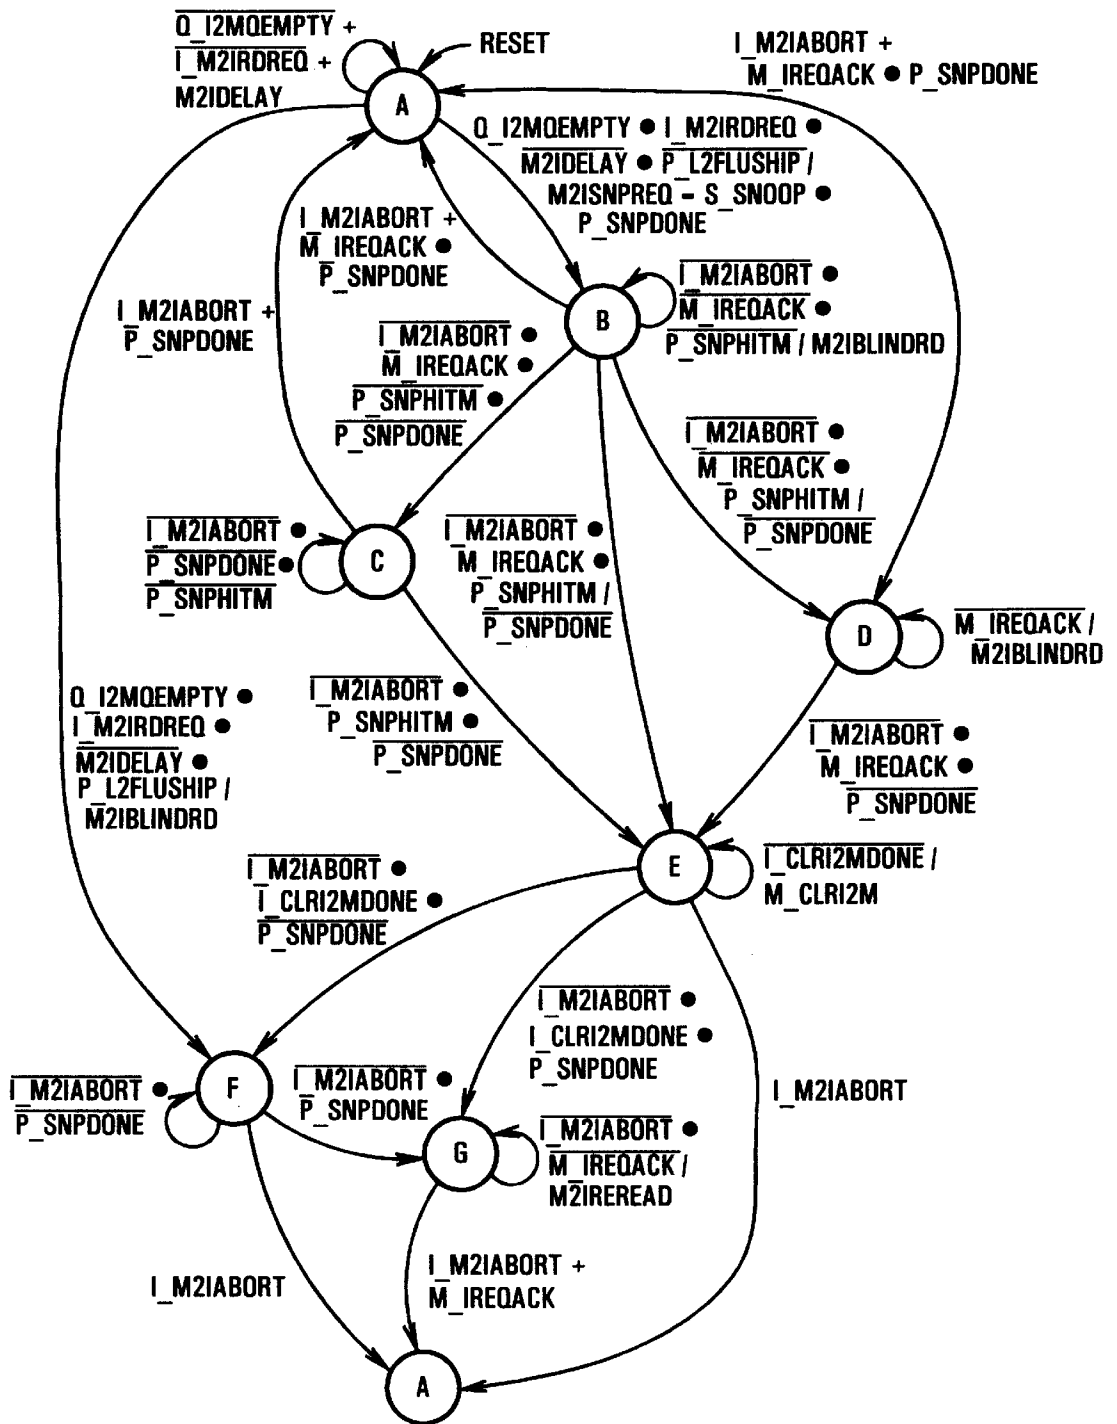 Q_I2MQEMPTY +
I_M2IRDREQ +
M2IDELAY
RESET
A
I_M2IABORT +
M_IREQACK ● P_SNPDONE
Q_I2MQEMPTY ● I_M2IRDREQ ●
M2IDELAY ● P_L2FLUSHIP /
M2ISNPREQ - S_SNOOP ●
P_SNPDONE
I_M2IABORT +
M_IREQACK ●
P_SNPDONE
B
I_M2IABORT ●
M_IREQACK ●
P_SNPHITM / M2IBLINDRD
I_M2IABORT +
P_SNPDONE
I_M2IABORT ●
M_IREQACK ●
P_SNPHITM ●
P_SNPDONE
I_M2IABORT ●
M_IREQACK ●
P_SNPHITM /
P_SNPDONE
I_M2IABORT ●
P_SNPDONE ●
P_SNPHITM
C
I_M2IABORT ●
M_IREQACK ●
P_SNPHITM /
P_SNPDONE
D
M_IREQACK /
M2IBLINDRD
Q_I2MQEMPTY ●
I_M2IRDREQ ●
M2IDELAY ●
P_L2FLUSHIP /
M2IBLINDRD
I_M2IABORT ●
P_SNPHITM ●
P_SNPDONE
I_M2IABORT ●
M_IREQACK ●
P_SNPDONE
E
I_CLRI2MDONE /
M_CLRI2M
I_M2IABORT ●
I_CLRI2MDONE ●
P_SNPDONE
I_M2IABORT ●
I_CLRI2MDONE ●
P_SNPDONE
I_M2IABORT ●
P_SNPDONE
F
I_M2IABORT ●
P_SNPDONE
I_M2IABORT
G
I_M2IABORT ●
M_IREQACK /
M2IREREAD
I_M2IABORT
I_M2IABORT +
M_IREQACK
A